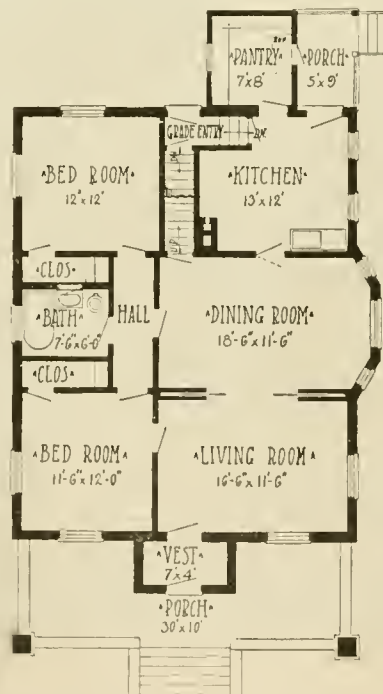 PANTRY
7'x8'
PORCH
5'x9'
GRADE ENTRY
DN.
BED ROOM
12'x12'
KITCHEN
13'x12'
UP
CLOS
BATH
7'-6"x6'-0"
HALL
DINING ROOM
18'-6"x11'-6"
CLOS
BED ROOM
11'-6"x12'-0"
LIVING ROOM
16'-6"x11'-6"
VEST
7'x4'
PORCH
30'x10'